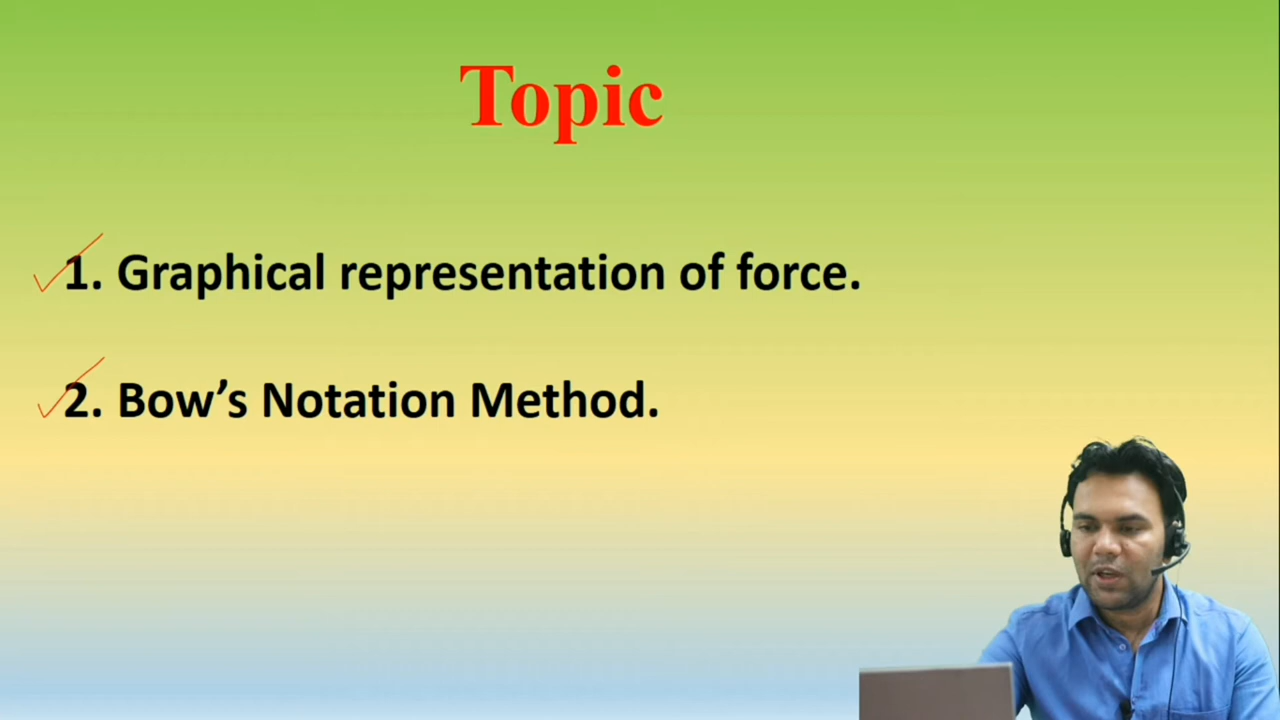 Topic
1. Graphical representation of force.
2. Bow’s Notation Method.